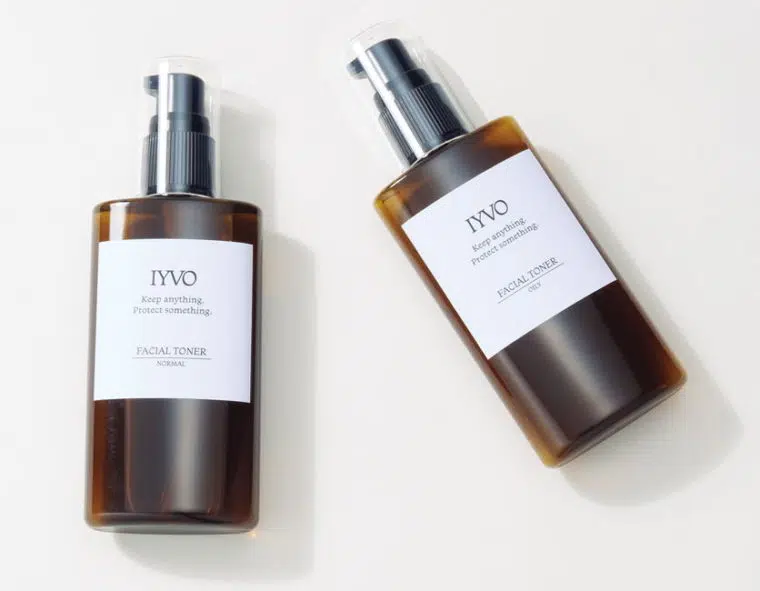 IYVO
Keep anything.
Protect something.
FACIAL TONER
NORMAL
IYVO
Keep anything.
Protect something.
FACIAL TONER
OILY